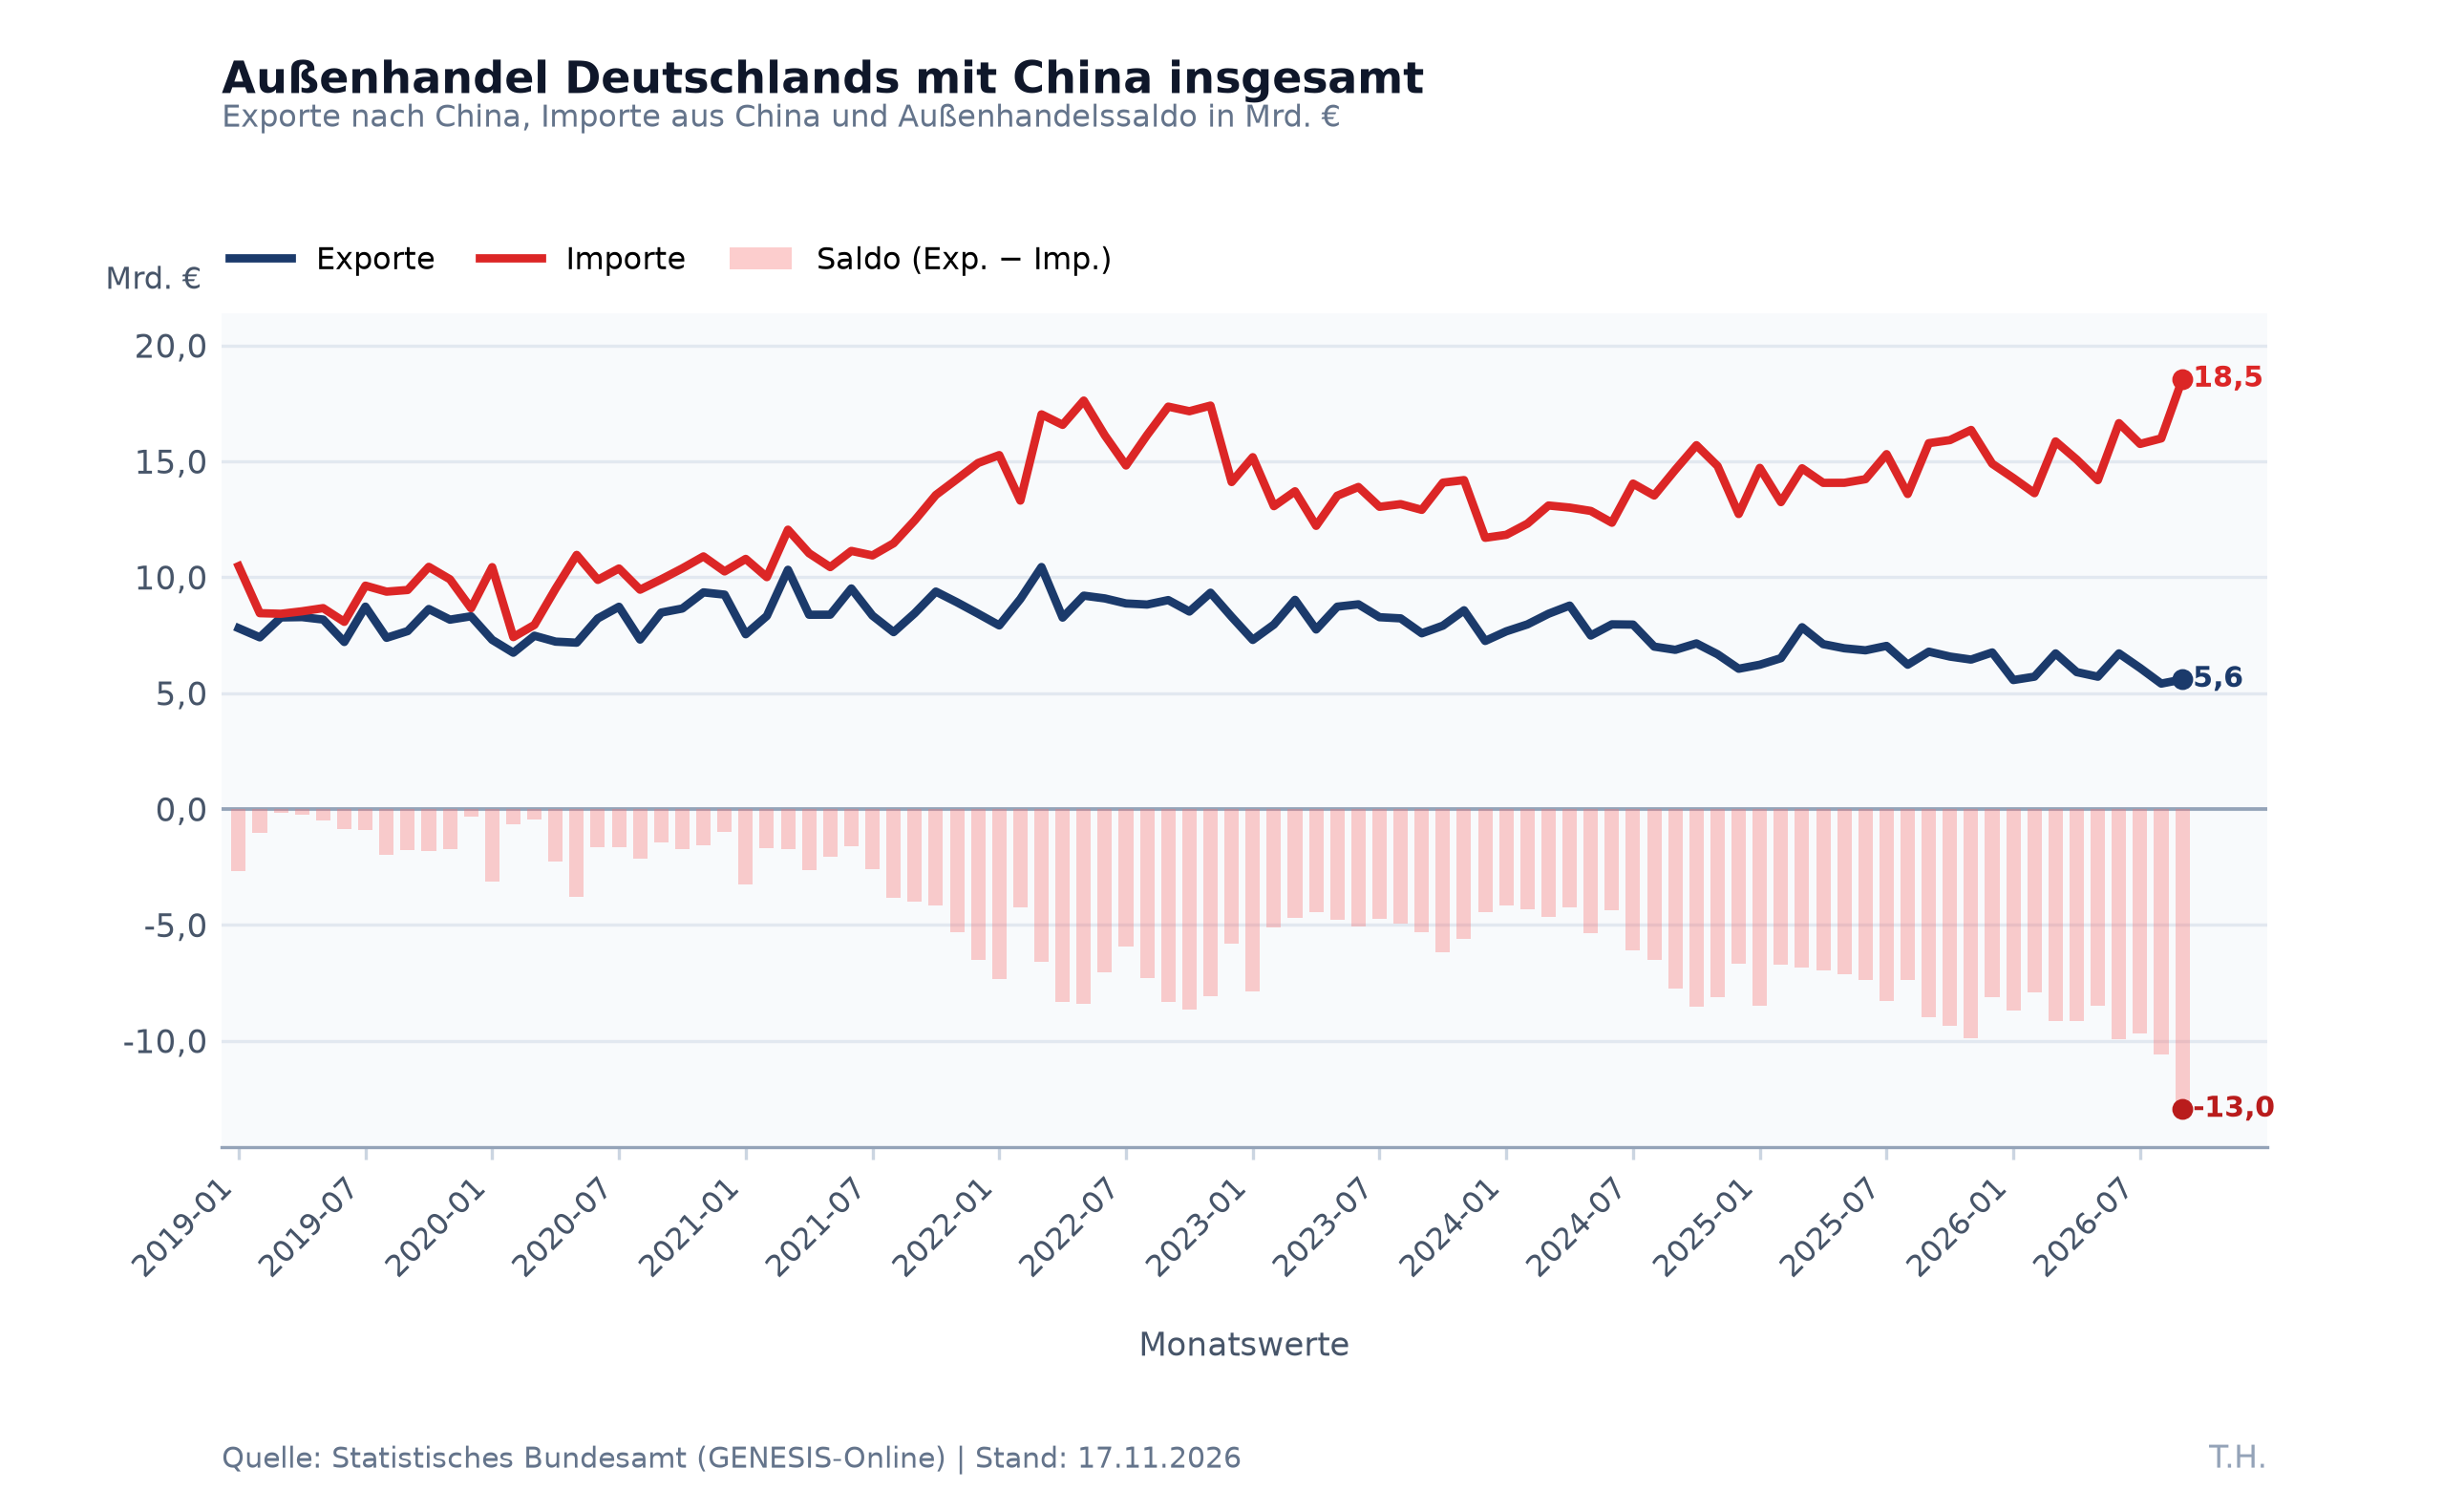 Außenhandel Deutschlands mit China insgesamt
Exporte nach China, Importe aus China und Außenhandelssaldo in Mrd. €
Exporte Importe Saldo (Exp. − Imp.)
Mrd. €
20,0
15,0
10,0
5,0
0,0
-5,0
-10,0
18,5
5,6
-13,0
2019-01 2019-07 2020-01 2020-07 2021-01 2021-07 2022-01 2022-07 2023-01 2023-07 2024-01 2024-07 2025-01 2025-07 2026-01 2026-07
Monatswerte
Quelle: Statistisches Bundesamt (GENESIS-Online) | Stand: 17.11.2026
T.H.